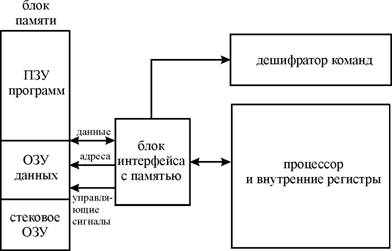 блок
памяти
ПЗУ
программ
ОЗУ
данных
стековое
ОЗУ
данные
адреса
управля-
ющие
сигналы
блок
интерфейса
с памятью
дешифратор команд
процессор
и внутренние регистры